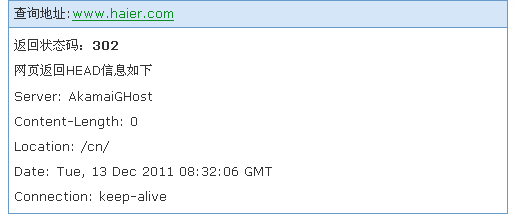 查询地址:www.haier.com
返回状态码：302
网页返回HEAD信息如下
Server: AkamaiGHost
Content-Length: 0
Location: /cn/
Date: Tue, 13 Dec 2011 08:32:06 GMT
Connection: keep-alive